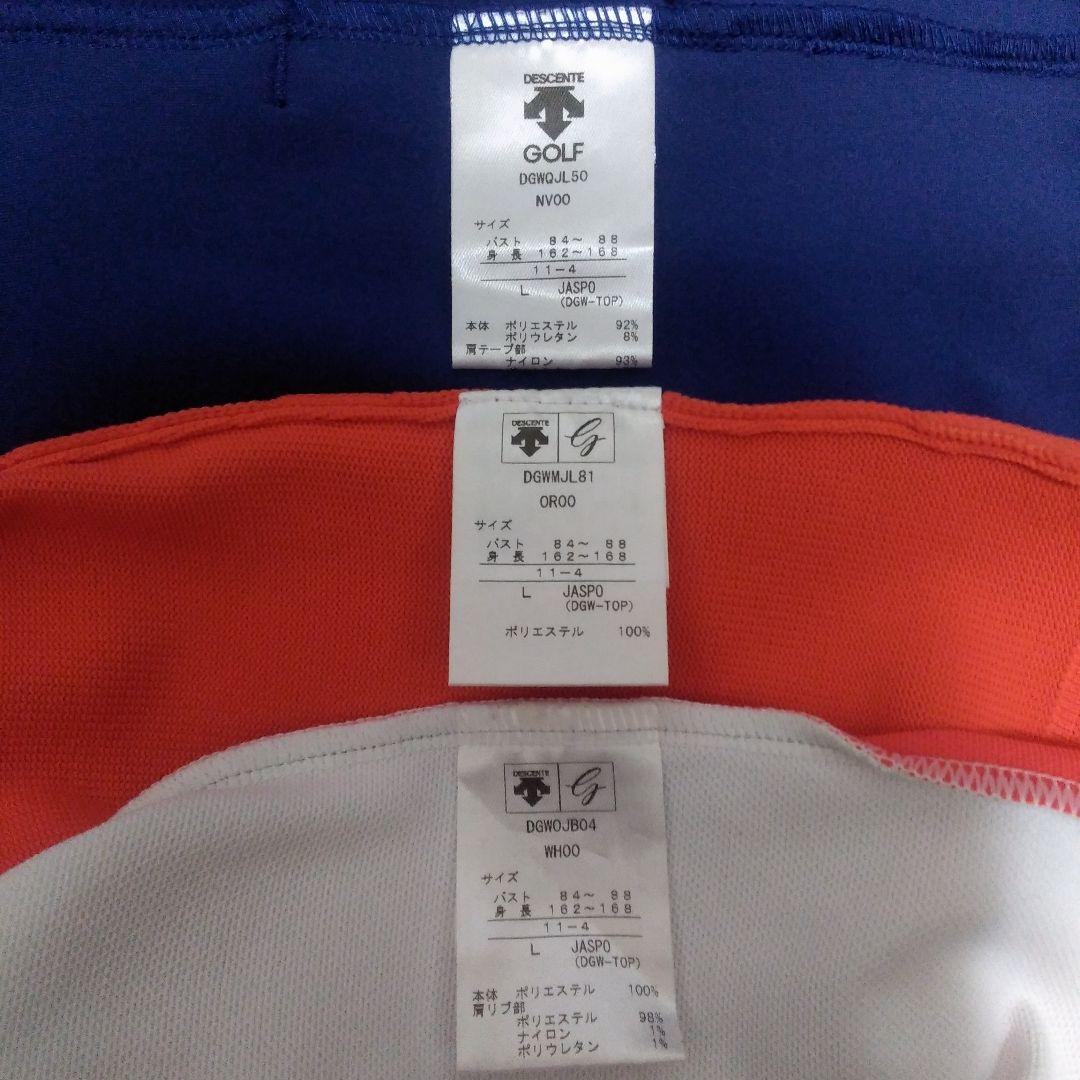 DESCENTE
GOLF
DGWQJL50
NV00
サイズ
バスト 84～ 88
身 長 162～168
11－4
L JASPO
(DGW-TOP)
本体 ポリエステル 92%
ポリウレタン 8%
肩テープ部
ナイロン 93%
DESCENTE
DGWMJL81
OR00
サイズ
バスト 84～ 88
身 長 162～168
11－4
L JASPO
(DGW-TOP)
ポリエステル 100%
DESCENTE
DGWOJB04
WH00
サイズ
バスト 84～ 88
身 長 162～168
11－4
L JASPO
(DGW-TOP)
本体 ポリエステル 100%
肩リブ部
ポリエステル 98%
ナイロン 1%
ポリウレタン 1%